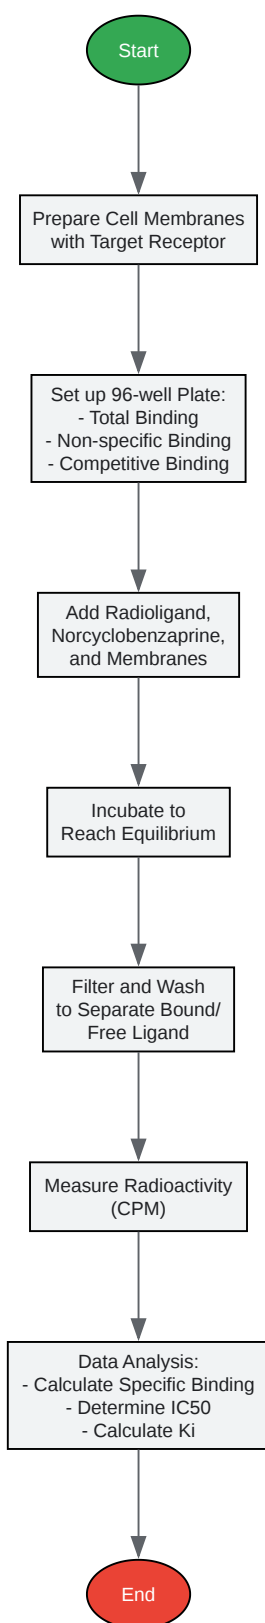 Start
Prepare Cell Membranes
with Target Receptor
Set up 96-well Plate:
- Total Binding
- Non-specific Binding
- Competitive Binding
Add Radioligand,
Norcyclobenzaprine,
and Membranes
Incubate to
Reach Equilibrium
Filter and Wash
to Separate Bound/
Free Ligand
Measure Radioactivity
(CPM)
Data Analysis:
- Calculate Specific Binding
- Determine IC50
- Calculate Ki
End